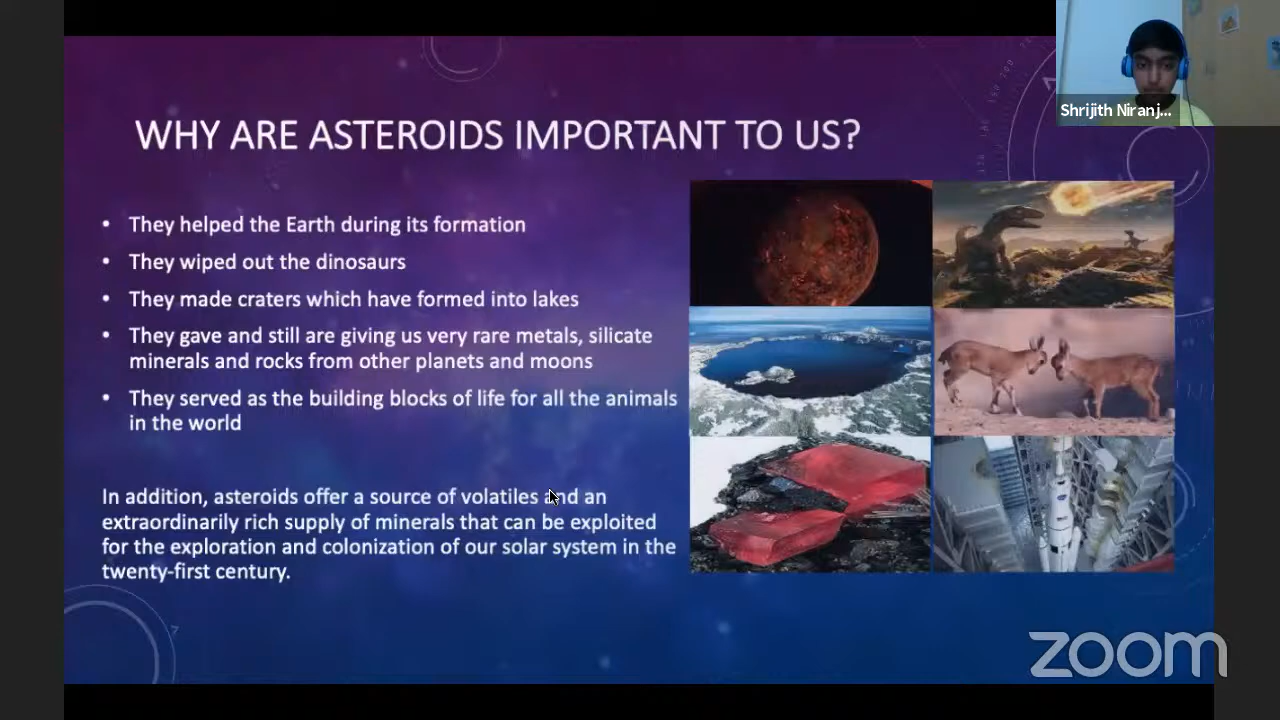 Shrijith Niranj...
WHY ARE ASTEROIDS IMPORTANT TO US?
• They helped the Earth during its formation
• They wiped out the dinosaurs
• They made craters which have formed into lakes
• They gave and still are giving us very rare metals, silicate
minerals and rocks from other planets and moons
• They served as the building blocks of life for all the animals
in the world
In addition, asteroids offer a source of volatiles and an
extraordinarily rich supply of minerals that can be exploited
for the exploration and colonization of our solar system in the
twenty-first century.
zoom